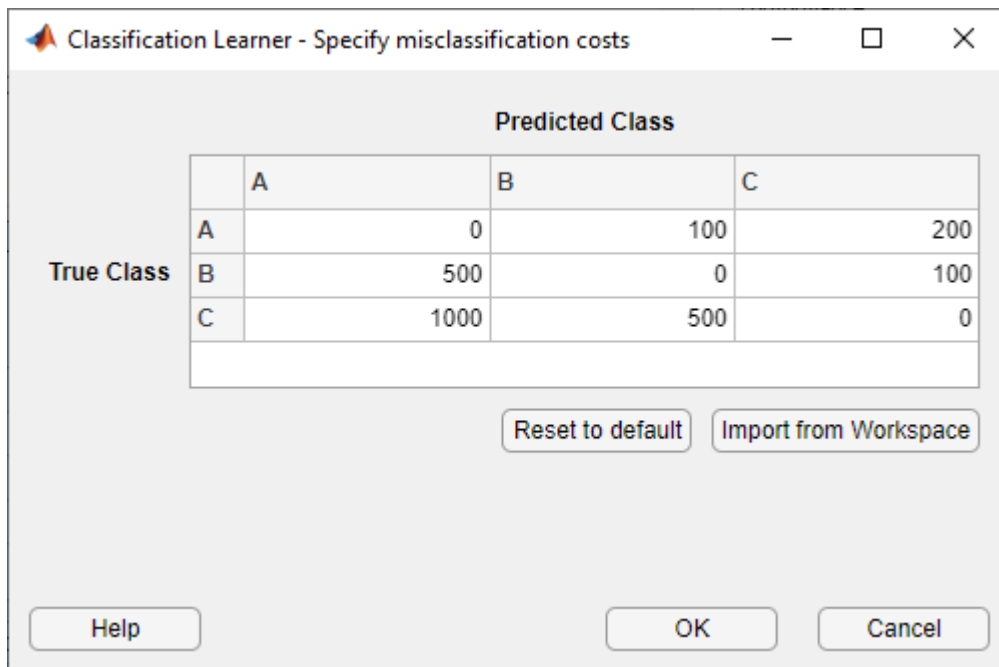 Classification Learner - Specify misclassification costs
Predicted Class
A B C
A 0 100 200
True Class B 500 0 100
C 1000 500 0
Reset to default Import from Workspace
Help OK Cancel